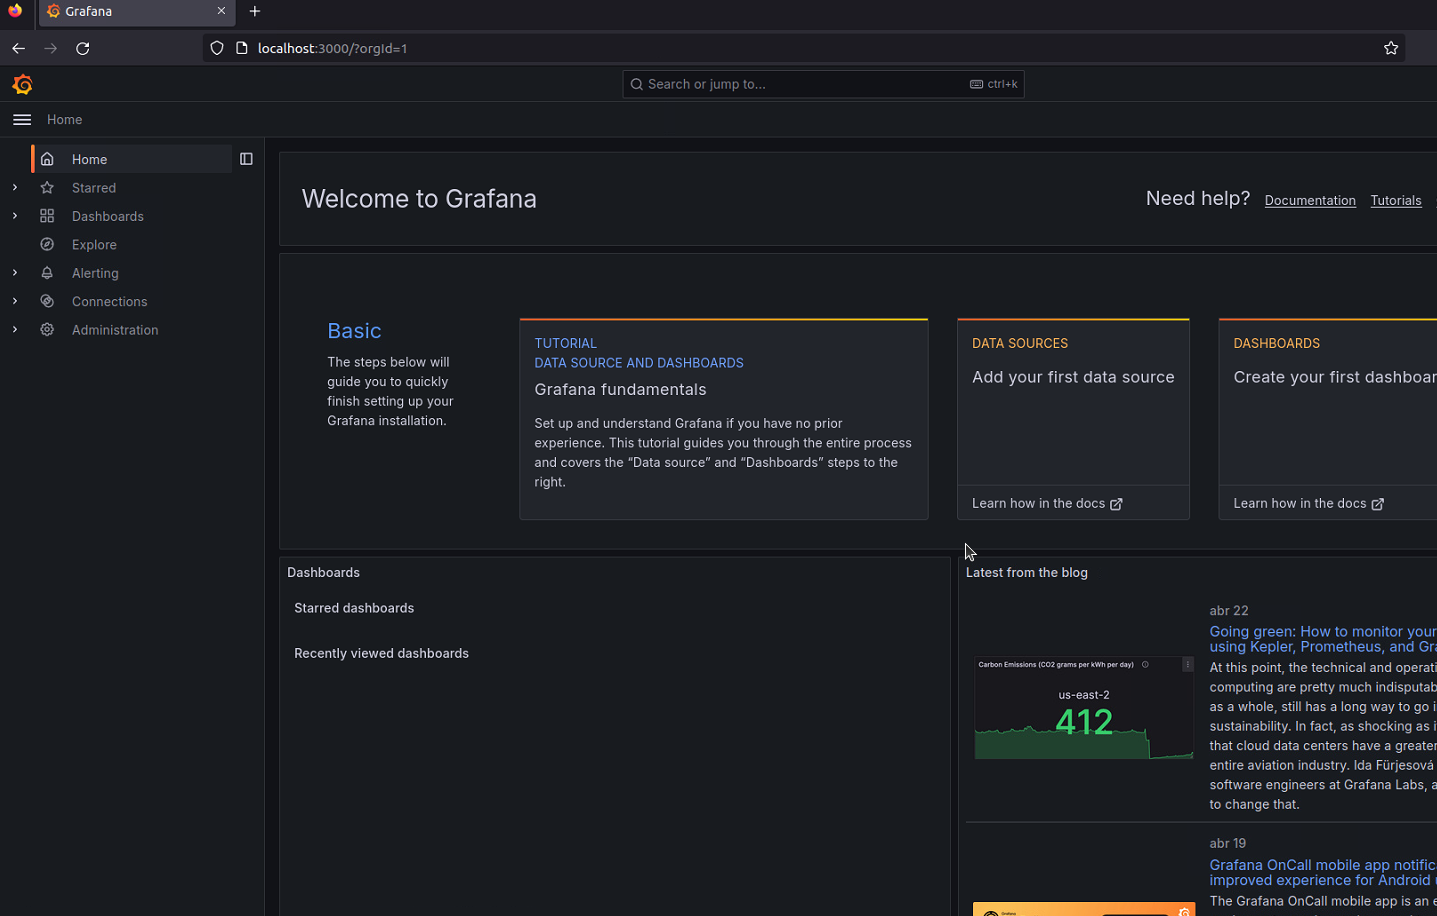 Grafana
localhost:3000/?orgId=1
Search or jump to...
ctrl+k
Home
Home
Starred
Dashboards
Explore
Alerting
Connections
Administration
Welcome to Grafana
Need help?
Documentation
Tutorials
Basic
The steps below will
guide you to quickly
finish setting up your
Grafana installation.
TUTORIAL
DATA SOURCE AND DASHBOARDS
Grafana fundamentals
Set up and understand Grafana if you have no prior
experience. This tutorial guides you through the entire process
and covers the “Data source” and “Dashboards” steps to the
right.
DATA SOURCES
Add your first data source
Learn how in the docs
DASHBOARDS
Create your first dashboar
Learn how in the docs
Dashboards
Starred dashboards
Recently viewed dashboards
Latest from the blog
Carbon Emissions (CO2 grams per kWh per day)
us-east-2
412
abr 22
Going green: How to monitor your
using Kepler, Prometheus, and Gra
At this point, the technical and operati
computing are pretty much indisputab
as a whole, still has a long way to go i
sustainability. In fact, as shocking as i
that cloud data centers have a greater
entire aviation industry. Ida Fürjesová
software engineers at Grafana Labs, a
to change that.
abr 19
Grafana OnCall mobile app notific
improved experience for Android
The Grafana OnCall mobile app is an e